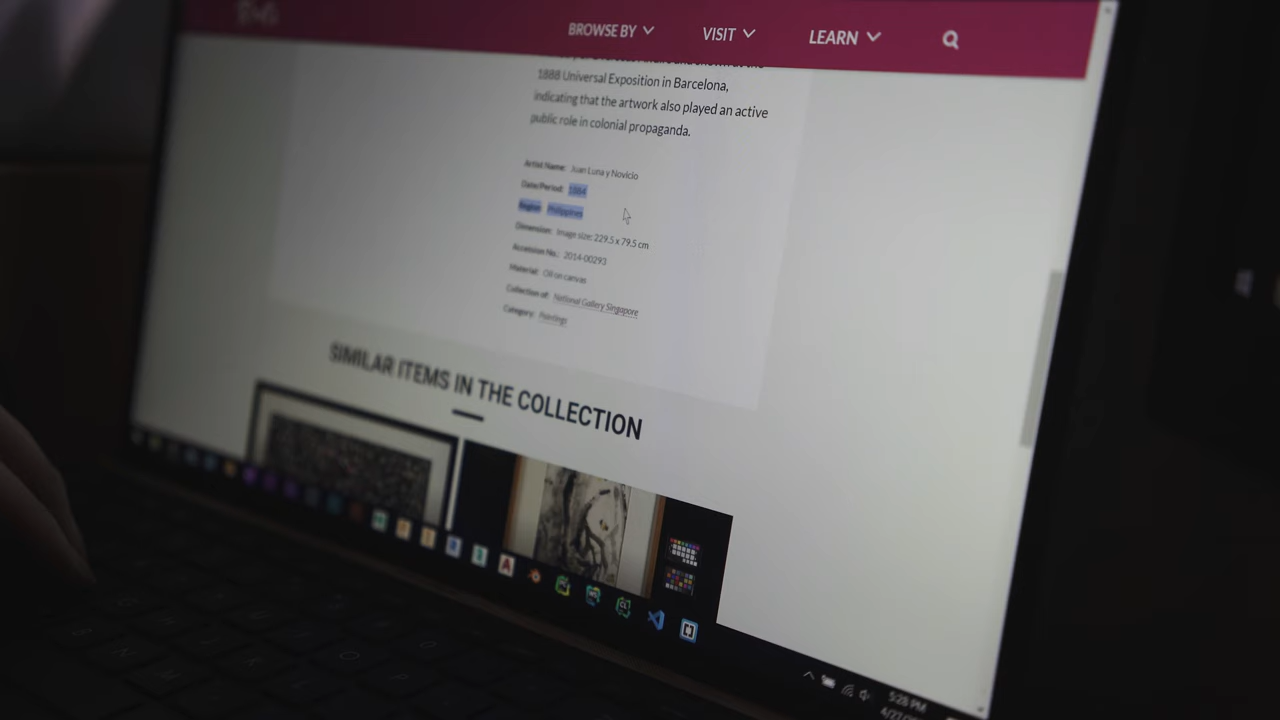 BROWSE BY VISIT LEARN
1888 Universal Exposition in Barcelona,
indicating that the artwork also played an active
public role in colonial propaganda.
Artist Name: Juan Luna y Novicio
Date/Period: 1884
Region: Philippines
Dimension: Image size: 229.5 x 79.5 cm
Accession No.: 2014-00293
Material: Oil on canvas
Collection of: National Gallery Singapore
Category: Paintings
SIMILAR ITEMS IN THE COLLECTION
5:28 PM